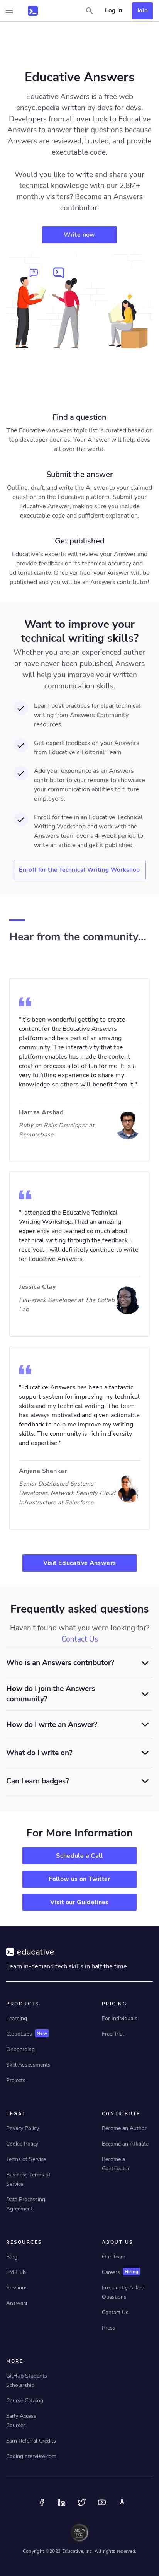 Log In
Join
Educative Answers
Educative Answers is a free web
encyclopedia written by devs for devs.
Developers from around the globe look to Educative
Answers to answer their questions because
Answers are reviewed, trusted, and provide
executable code.
Would you like to write and share your
technical knowledge with our 2.8M+
monthly visitors? Become an Answers
contributor!
Write now
Find a question
The Educative Answers topic list is curated based on
top developer queries. Your Answer will help devs
all over the world.
Submit the answer
Outline, draft, and write the Answer to your claimed
question on the Educative platform. Submit your
Educative Answer, making sure you include
executable code and sufficient explanation.
Get published
Educative's experts will review your Answer and
provide feedback on its technical accuracy and
editorial clarity. Once verified, your Answer will be
published and you will be an Answers contributor!
Want to improve your
technical writing skills?
Whether you are an experienced author
or have never been published, Answers
will help you improve your written
communication skills.
Learn best practices for clear technical
writing from Answers Community
resources
Get expert feedback on your Answers
from Educative's Editorial Team
Add your experience as an Answers
contributor to your resume to showcase
your communication abilities to future
employers.
Enroll for free in an Educative Technical
Writing Workshop and work with the
Answers team over a 4-week period to
write an article and get it published.
Enroll for the Technical Writing Workshop
Hear from the community...
"It's been wonderful getting to create
content for the Educative Answers
platform and be a part of an amazing
community. The interactivity that the
platform enables has made the content
creation process a lot of fun for me. It is a
very fulfilling experience to share my
knowledge so others will benefit from it."
Hamza Arshad
Ruby on Rails Developer at
Remotebase
"I attended the Educative Technical
Writing Workshop. I had an amazing
experience and learned so much about
technical writing through the feedback I
received. I will definitely continue to write
for Educative Answers."
Jessica Clay
Full-stack Developer at The Collab
Lab
"Educative Answers has been a fantastic
support system for improving my technical
skills and my technical writing. The team
has always responded and given actionable
feedback to help me write better and learn
more. The community is rich in diversity
and expertise."
Anjana Shankar
Senior Distributed Systems
Developer, Network Security Cloud
Infrastructure at Salesforce
Visit Educative Answers
Frequently asked questions
Haven't found what you were looking for?
Contact Us
Who is an Answers contributor?
How do I join the Answers
community?
How do I write an Answer?
What do I write on?
Can I earn badges?
For More Information
Schedule a Call
Follow us on Twitter
Visit our Guidelines
educative
Learn in-demand tech skills in half the time
PRODUCTS
Learning
CloudLabs New
Onboarding
Skill Assessments
Projects
PRICING
For Individuals
Free Trial
LEGAL
Privacy Policy
Cookie Policy
Terms of Service
Business Terms of
Service
Data Processing
Agreement
CONTRIBUTE
Become an Author
Become an Affiliate
Become a
Contributor
RESOURCES
Blog
EM Hub
Sessions
Answers
ABOUT US
Our Team
Careers Hiring
Frequently Asked
Questions
Contact Us
Press
MORE
GitHub Students
Scholarship
Course Catalog
Early Access
Courses
Earn Referral Credits
CodingInterview.com
Copyright ©2023 Educative, Inc. All rights reserved.